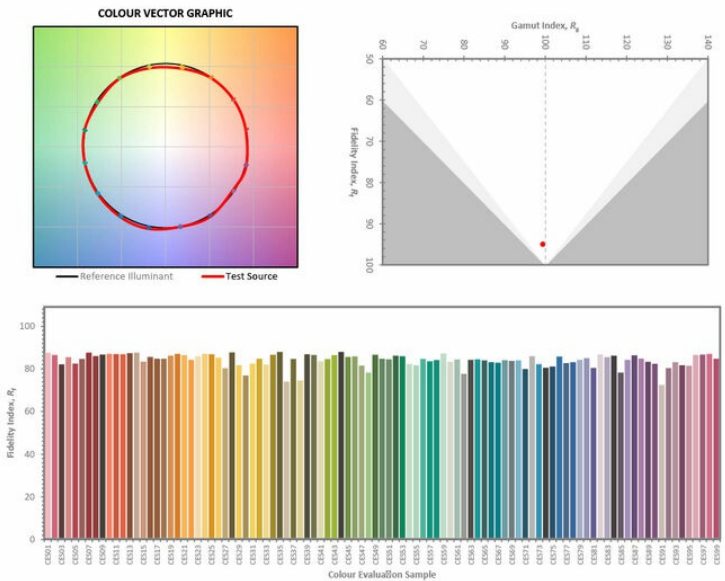 COLOUR VECTOR GRAPHIC
Reference Illuminant
Test Source
Gamut Index, Rg
60 70 80 90 100 110 120 130 140
50
60
70
80
90
100
Fidelity Index, Rf
100
80
60
40
20
0
Fidelity Index, Rf
CES01 CES03 CES05 CES07 CES09 CES11 CES13 CES15 CES17 CES19 CES21 CES23 CES25 CES27 CES29 CES31 CES33 CES35 CES37 CES39 CES41 CES43 CES45 CES47 CES49 CES51 CES53 CES55 CES57 CES59 CES61 CES63 CES65 CES67 CES69 CES71 CES73 CES75 CES77 CES79 CES81 CES83 CES85 CES87 CES89 CES91 CES93 CES95 CES97 CES99
Colour Evaluaßon Sample